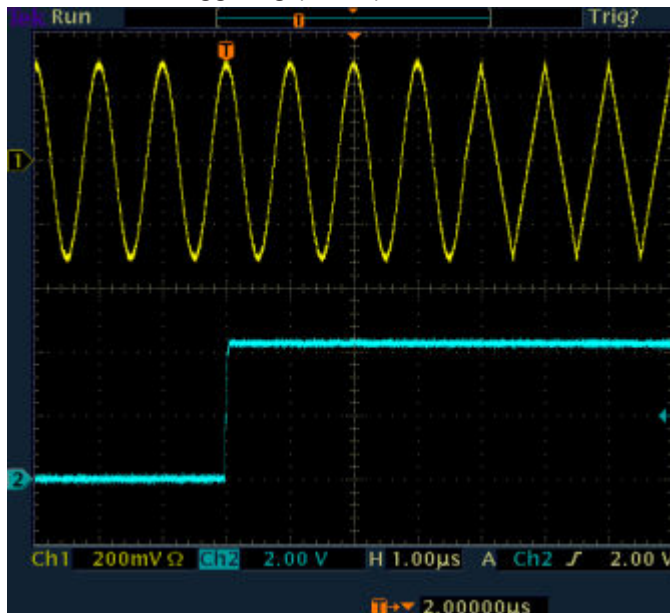 Run Trig?
T
T
1
2
Ch1 200mV Ω Ch2 2.00 V H 1.00µs A Ch2 2.00 V
T→▼ 2.00000µs